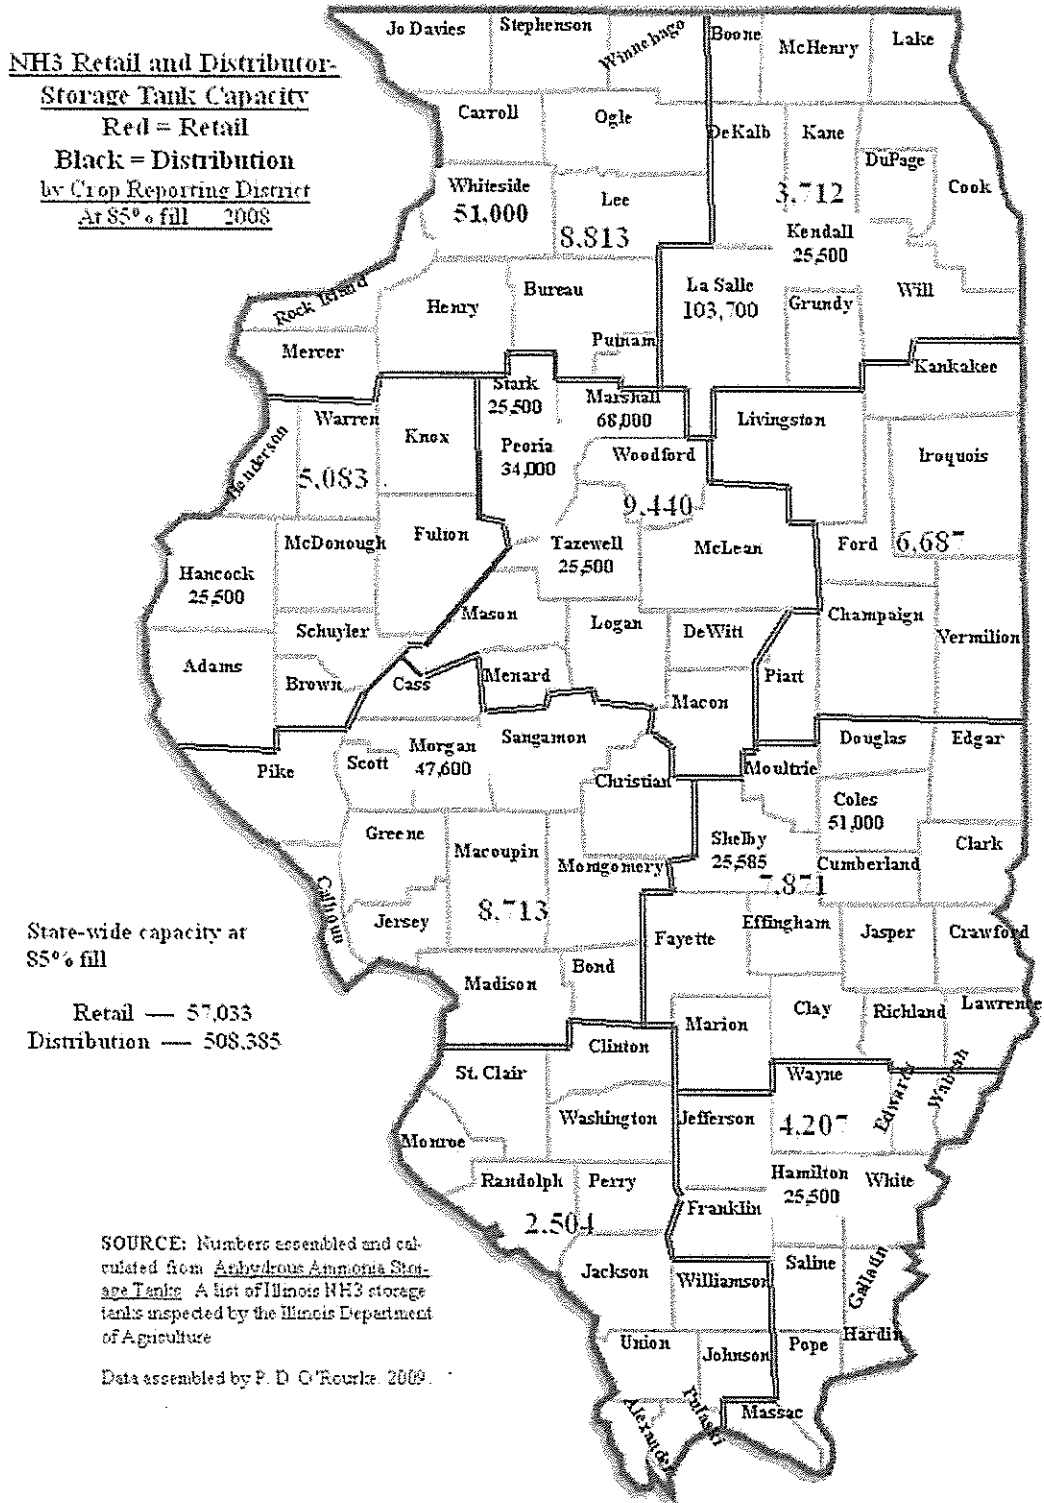 NH3 Retail and Distributor-
Storage Tank Capacity
Red = Retail
Black = Distribution
by Crop Reporting District
At 85% fill 2008
Jo Davies
Stephenson
Winnebago
Boone
McHenry
Lake
Carroll
Ogle
DeKalb
Kane
DuPage
Cook
Whiteside
51,000
Lee
8,813
3,712
Kendall
25,500
Rock Island
Henry
Bureau
La Salle
103,700
Grundy
Will
Mercer
Putnam
Kankakee
Stark
25,500
Marshall
68,000
Livingston
Henderson
Warren
Knox
Peoria
34,000
Woodford
Iroquois
5,083
9,440
McDonough
Fulton
Tazewell
25,500
McLean
Ford
6,687
Hancock
25,500
Schuyler
Mason
Logan
DeWitt
Champaign
Vermilion
Adams
Brown
Cass
Menard
Macon
Piatt
Pike
Scott
Morgan
47,600
Sangamon
Christian
Moultrie
Douglas
Edgar
Coles
51,000
Greene
Macoupin
Montgomery
Shelby
25,585
7,871
Cumberland
Clark
Calhoun
Jersey
8,713
Fayette
Effingham
Jasper
Crawford
State-wide capacity at
85% fill
Retail — 57,033
Distribution — 508,385
Madison
Bond
Marion
Clay
Richland
Lawrence
St. Clair
Clinton
Wayne
Edwards
Wabash
Monroe
Washington
Jefferson
4,207
Randolph
Perry
Hamilton
25,500
White
2,504
Franklin
Jackson
Williamson
Saline
Gallatin
Union
Johnson
Pope
Hardin
Alexander
Pulaski
Massac
SOURCE: Numbers assembled and cal-
culated from Anhydrous Ammonia Stor-
age Tanks A list of Illinois NH3 storage
tanks inspected by the Illinois Department
of Agriculture
Data assembled by P. D. O'Rourke. 2009.